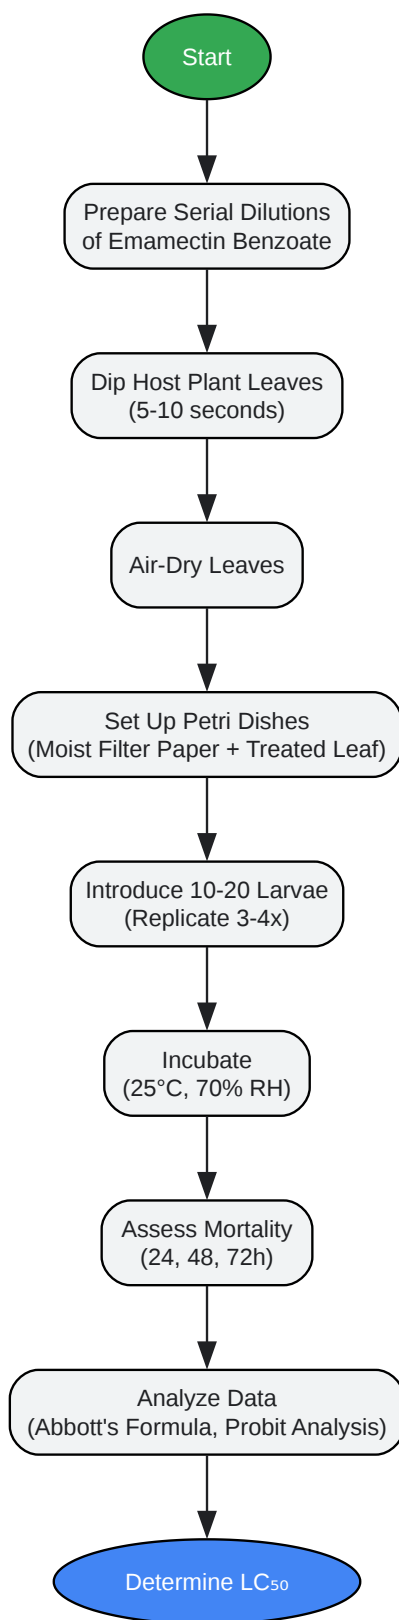 Start
Prepare Serial Dilutions
of Emamectin Benzoate
Dip Host Plant Leaves
(5-10 seconds)
Air-Dry Leaves
Set Up Petri Dishes
(Moist Filter Paper + Treated Leaf)
Introduce 10-20 Larvae
(Replicate 3-4x)
Incubate
(25°C, 70% RH)
Assess Mortality
(24, 48, 72h)
Analyze Data
(Abbott's Formula, Probit Analysis)
Determine LC₅₀